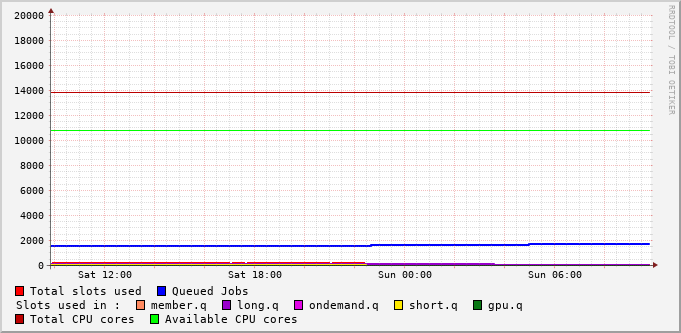 20000
18000
16000
14000
12000
10000
8000
6000
4000
2000
0
Sat 12:00 Sat 18:00 Sun 00:00 Sun 06:00
RRDTOOL / TOBI OETIKER
Total slots used Queued Jobs
Slots used in : member.q long.q ondemand.q short.q gpu.q
Total CPU cores Available CPU cores